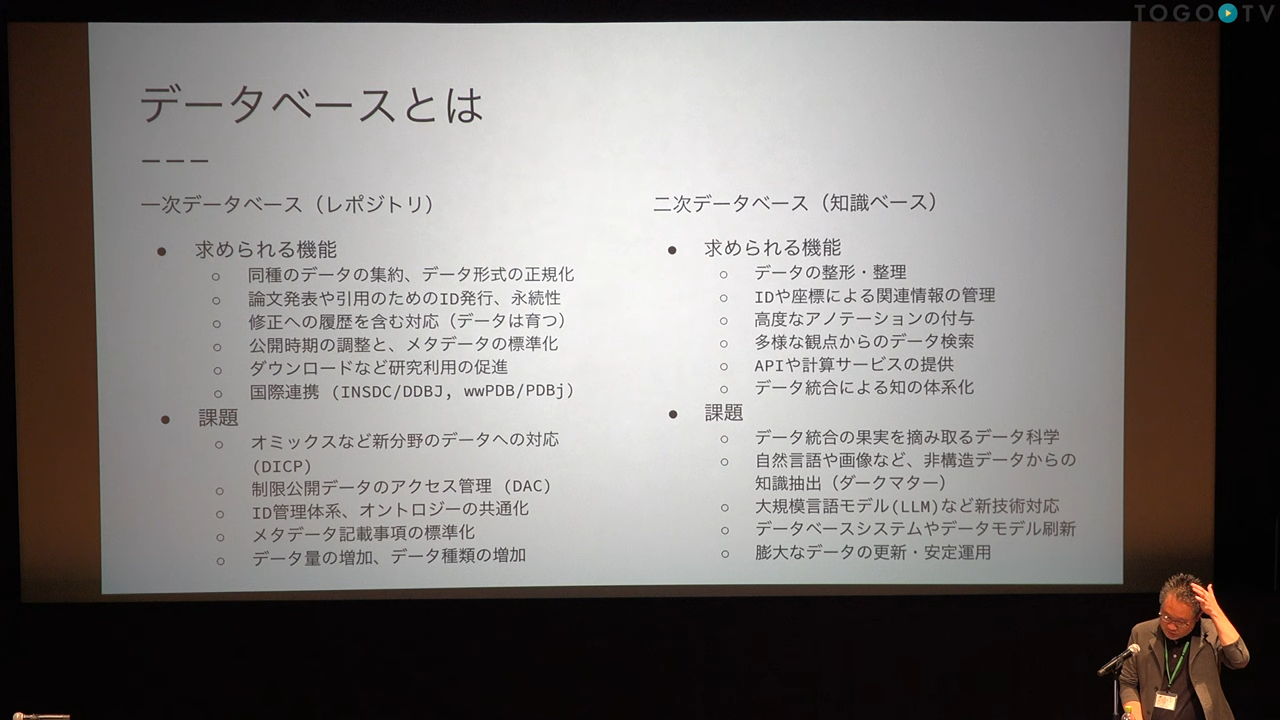 TOGO TV
データベースとは
一次データベース（レポジトリ）
● 求められる機能
○ 同種のデータの集約、データ形式の正規化
○ 論文発表や引用のためのID発行、永続性
○ 修正への履歴を含む対応（データは育つ）
○ 公開時期の調整と、メタデータの標準化
○ ダウンロードなど研究利用の促進
○ 国際連携 (INSDC/DDBJ, wwPDB/PDBj)
● 課題
○ オミックスなど新分野のデータへの対応
(DICP)
○ 制限公開データのアクセス管理 (DAC)
○ ID管理体系、オントロジーの共通化
○ メタデータ記載事項の標準化
○ データ量の増加、データ種類の増加
二次データベース（知識ベース）
● 求められる機能
○ データの整形・整理
○ IDや座標による関連情報の管理
○ 高度なアノテーションの付与
○ 多様な観点からのデータ検索
○ APIや計算サービスの提供
○ データ統合による知の体系化
● 課題
○ データ統合の果実を摘み取るデータ科学
○ 自然言語や画像など、非構造データからの
知識抽出（ダークマター）
○ 大規模言語モデル(LLM)など新技術対応
○ データベースシステムやデータモデル刷新
○ 膨大なデータの更新・安定運用